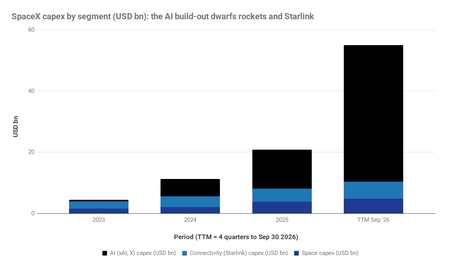 SpaceX capex by segment (USD bn): the AI build-out dwarfs rockets and Starlink
60
40
20
0
USD bn
2023
2024
2025
TTM Sep '26
Period (TTM = 4 quarters to Sep 30 2026)
AI (xAI, X) capex (USD bn)
Connectivity (Starlink) capex (USD bn)
Space capex (USD bn)